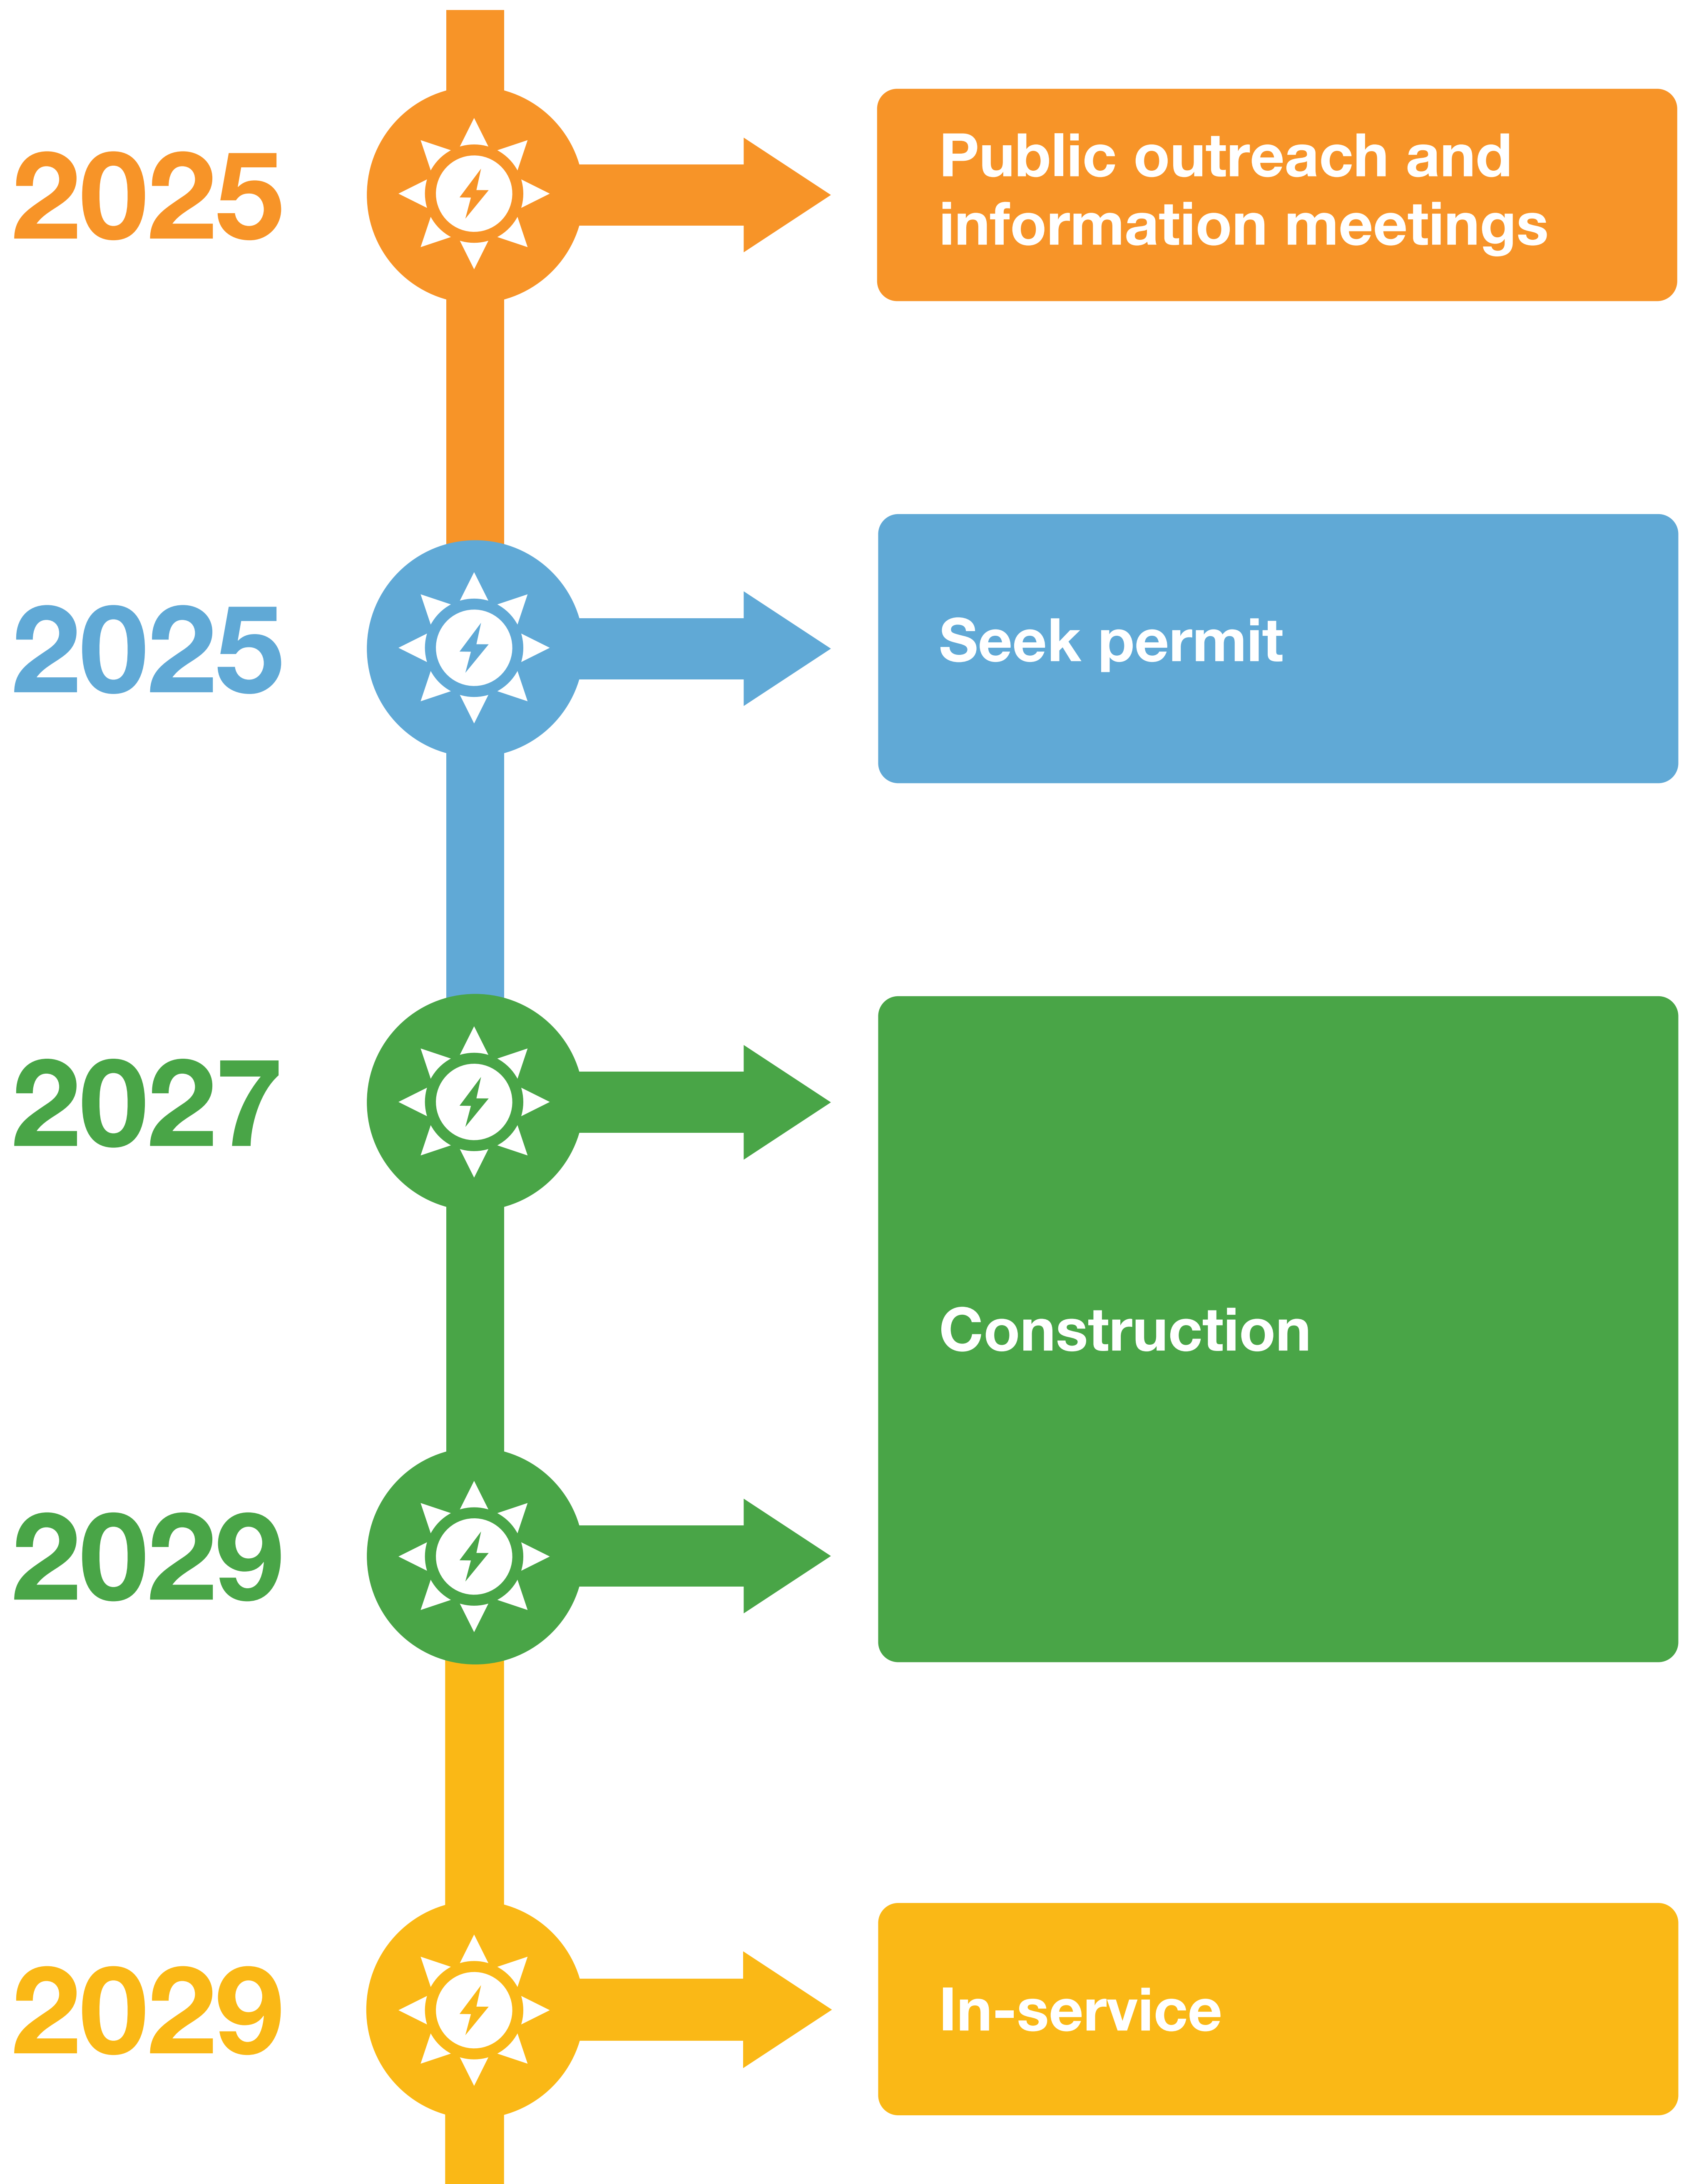 2025
Public outreach and
information meetings
2025
Seek permit
2027
Construction
2029
2029
In-service